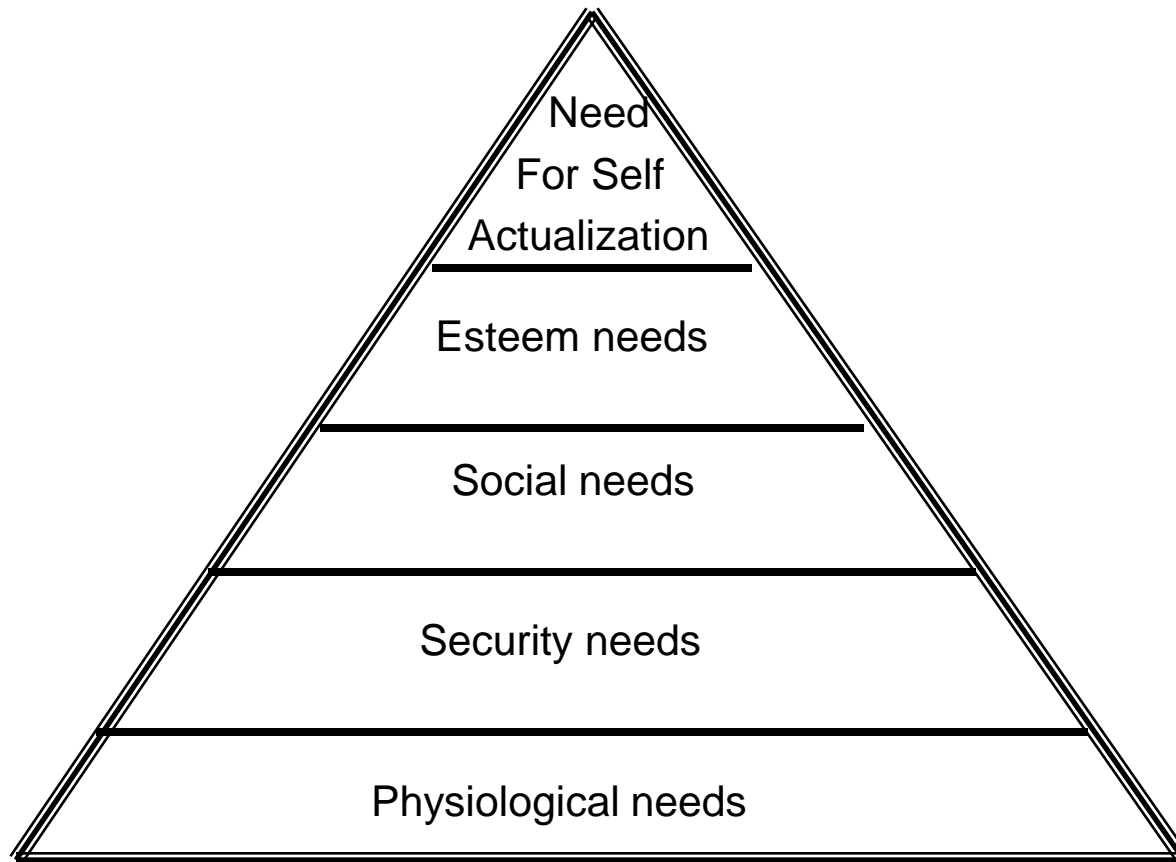 Need
For Self
Actualization
Esteem needs
Social needs
Security needs
Physiological needs